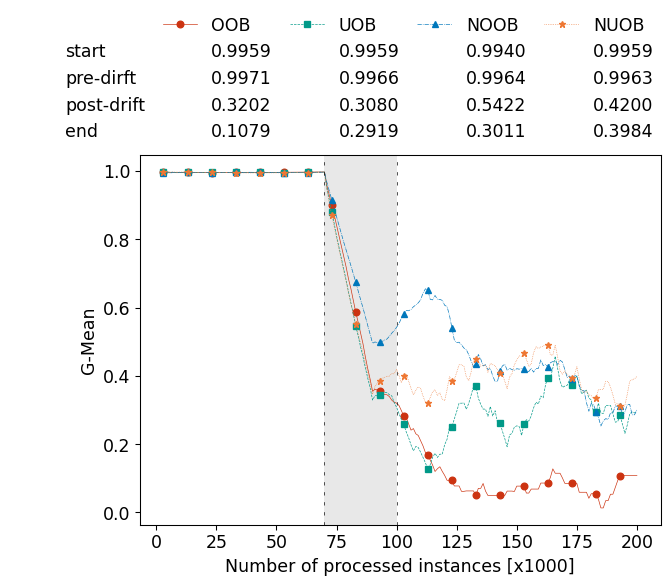 OOB UOB NOOB NUOB
start 0.9959 0.9959 0.9940 0.9959
pre-dirft 0.9971 0.9966 0.9964 0.9963
post-drift 0.3202 0.3080 0.5422 0.4200
end 0.1079 0.2919 0.3011 0.3984
1.0
0.8
0.6
0.4
0.2
0.0
G-Mean
0 25 50 75 100 125 150 175 200
Number of processed instances [x1000]